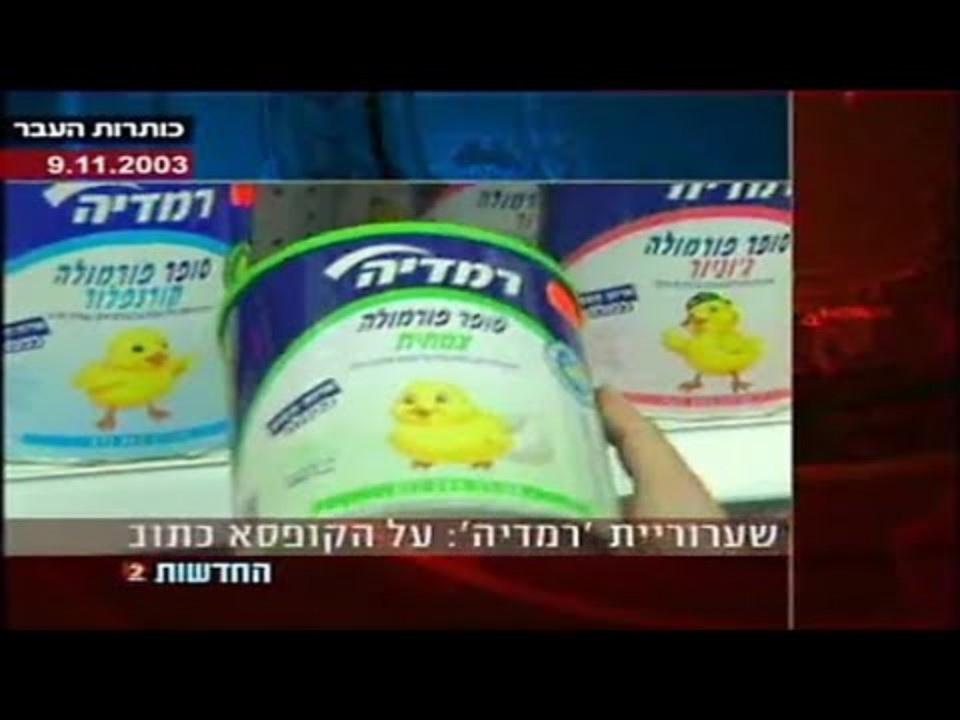 כותרות העבר
9.11.2003
רמדיה
סופר פורמולה
קורנפלור
רמדיה
סופר פורמולה
צמחית
רמדיה
סופר פורמולה
ג'וניור
שערוריית 'רמדיה': על הקופסא כתוב
החדשות 2